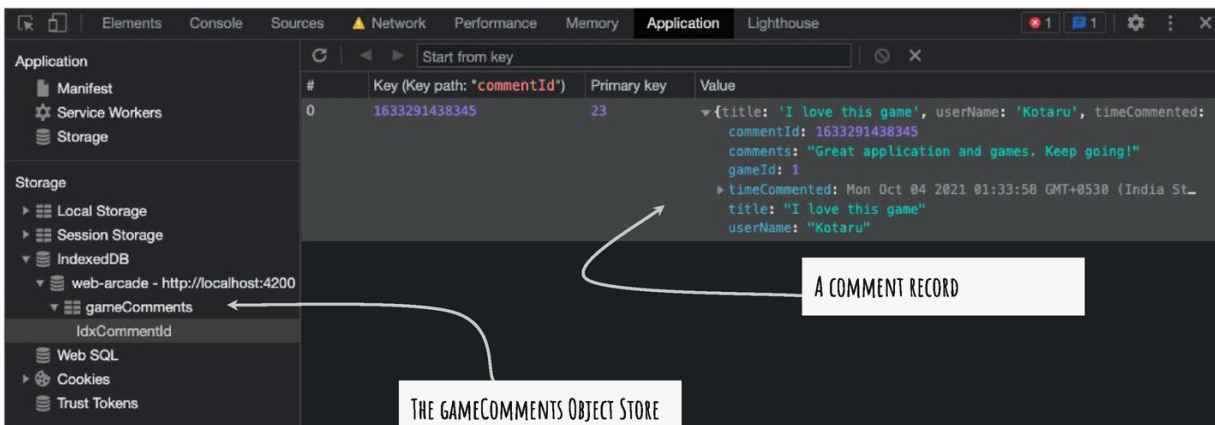 Elements Console Sources Network Performance Memory Application Lighthouse 1 1
Application
Manifest
Service Workers
Storage
Storage
Local Storage
Session Storage
IndexedDB
web-arcade - http://localhost:4200
gameComments
IdxCommentId
Web SQL
Cookies
Trust Tokens
Start from key
# Key (Key path: "commentId") Primary key Value
0 1633291438345 23 {title: 'I love this game', userName: 'Kotaru', timeCommented:
commentId: 1633291438345
comments: "Great application and games. Keep going!"
gameId: 1
timeCommented: Mon Oct 04 2021 01:33:58 GMT+0530 (India St…
title: "I love this game"
userName: "Kotaru"
A COMMENT RECORD
THE GAMECOMMENTS OBJECT STORE